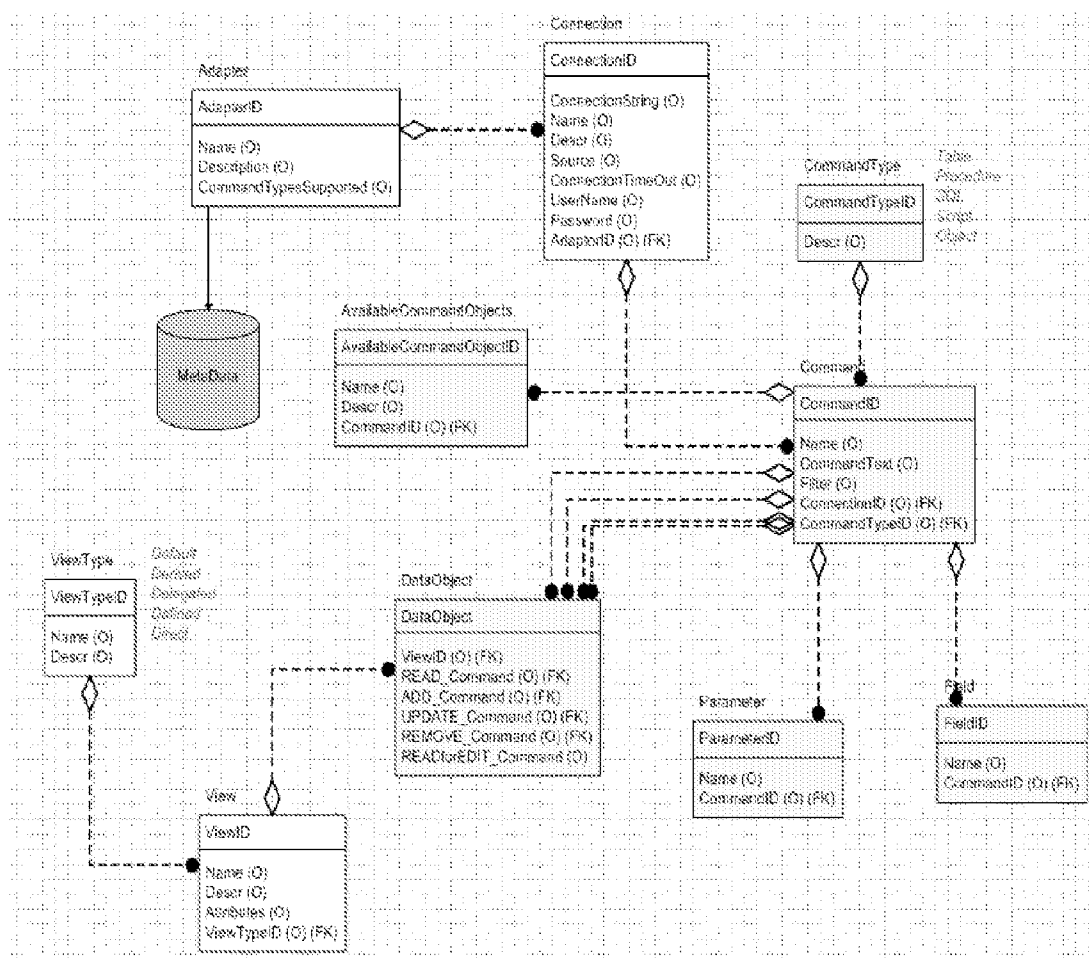 Connection
ConnectionID
ConnectionString (O)
Name (O)
Descr (O)
Source (O)
ConnectionTimeOut (O)
UserName (O)
Password (O)
AdapterID (O) (FK)
Adapter
AdapterID
Name (O)
Description (O)
CommandTypesSupported (O)
MetaData
CommandType
CommandTypeID
Descr (O)
Table
Procedure
SQL
Script
Object
AvailableCommandObjects
AvailableCommandObjectID
Name (O)
Descr (O)
CommandID (O) (FK)
Command
CommandID
Name (O)
CommandText (O)
Filter (O)
ConnectionID (O) (FK)
CommandTypeID (O) (FK)
ViewType
ViewTypeID
Name (O)
Descr (O)
Default
Derived
Delegated
Defined
Direct
DataObject
DataObject
ViewID (O) (FK)
READ_Command (O) (FK)
ADD_Command (O) (FK)
UPDATE_Command (O) (FK)
REMOVE_Command (O) (FK)
READforEDIT_Command (O)
Parameter
ParameterID
Name (O)
CommandID (O) (FK)
Field
FieldID
Name (O)
CommandID (O) (FK)
View
ViewID
Name (O)
Descr (O)
Attributes (O)
ViewTypeID (O) (FK)